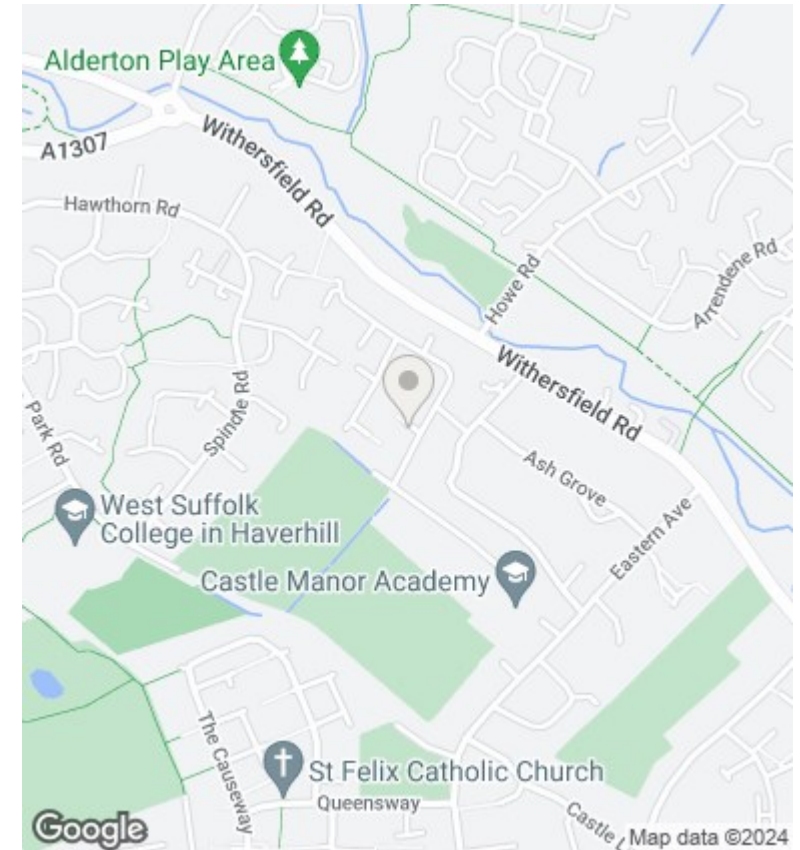 Alderton Play Area
A1307
Withersfield Rd
Hawthorn Rd
Howe Rd
Arrendene Rd
Withersfield Rd
Spindle Rd
Park Rd
Ash Grove
West Suffolk
College in Haverhill
Eastern Ave
Castle Manor Academy
The Causeway
St Felix Catholic Church
Queensway
Castle L
Google
Map data ©2024